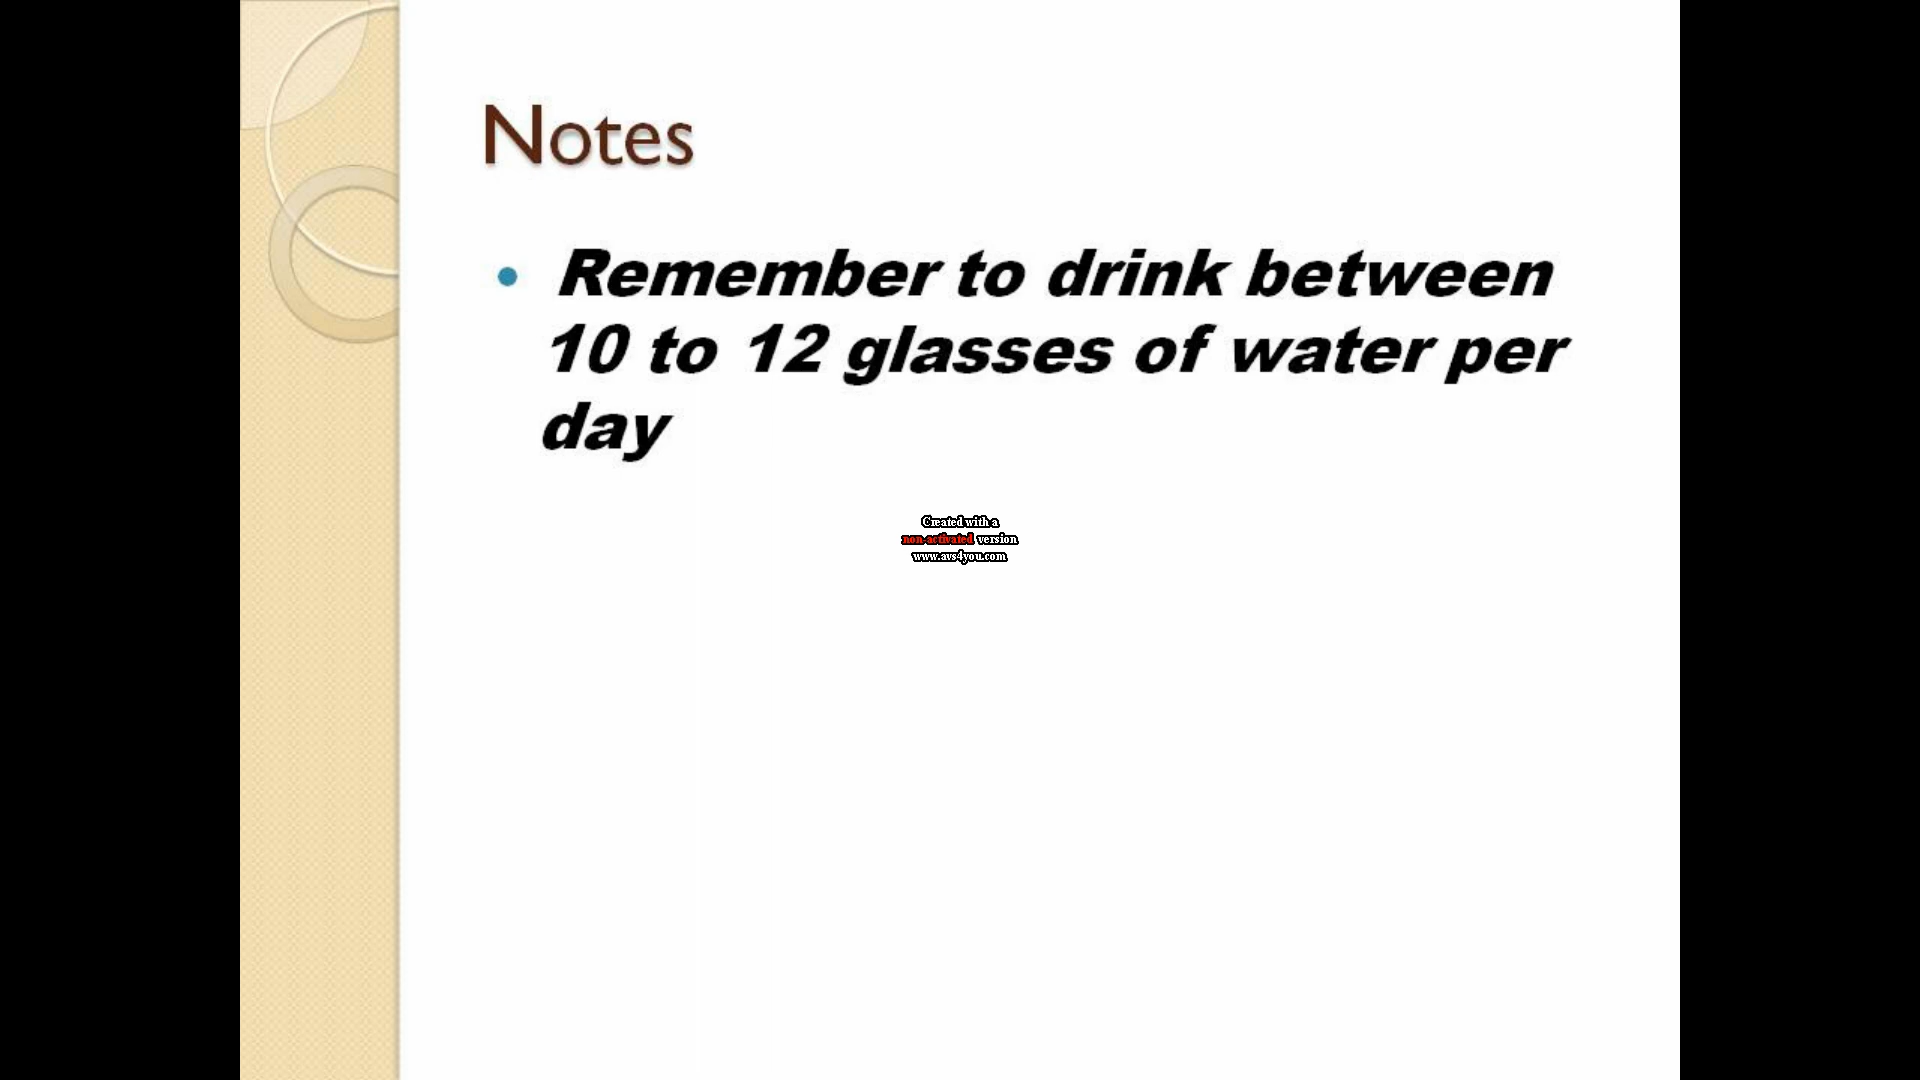 Notes
• Remember to drink between
10 to 12 glasses of water per
day
Created with a
non-activated version
www.avs4you.com